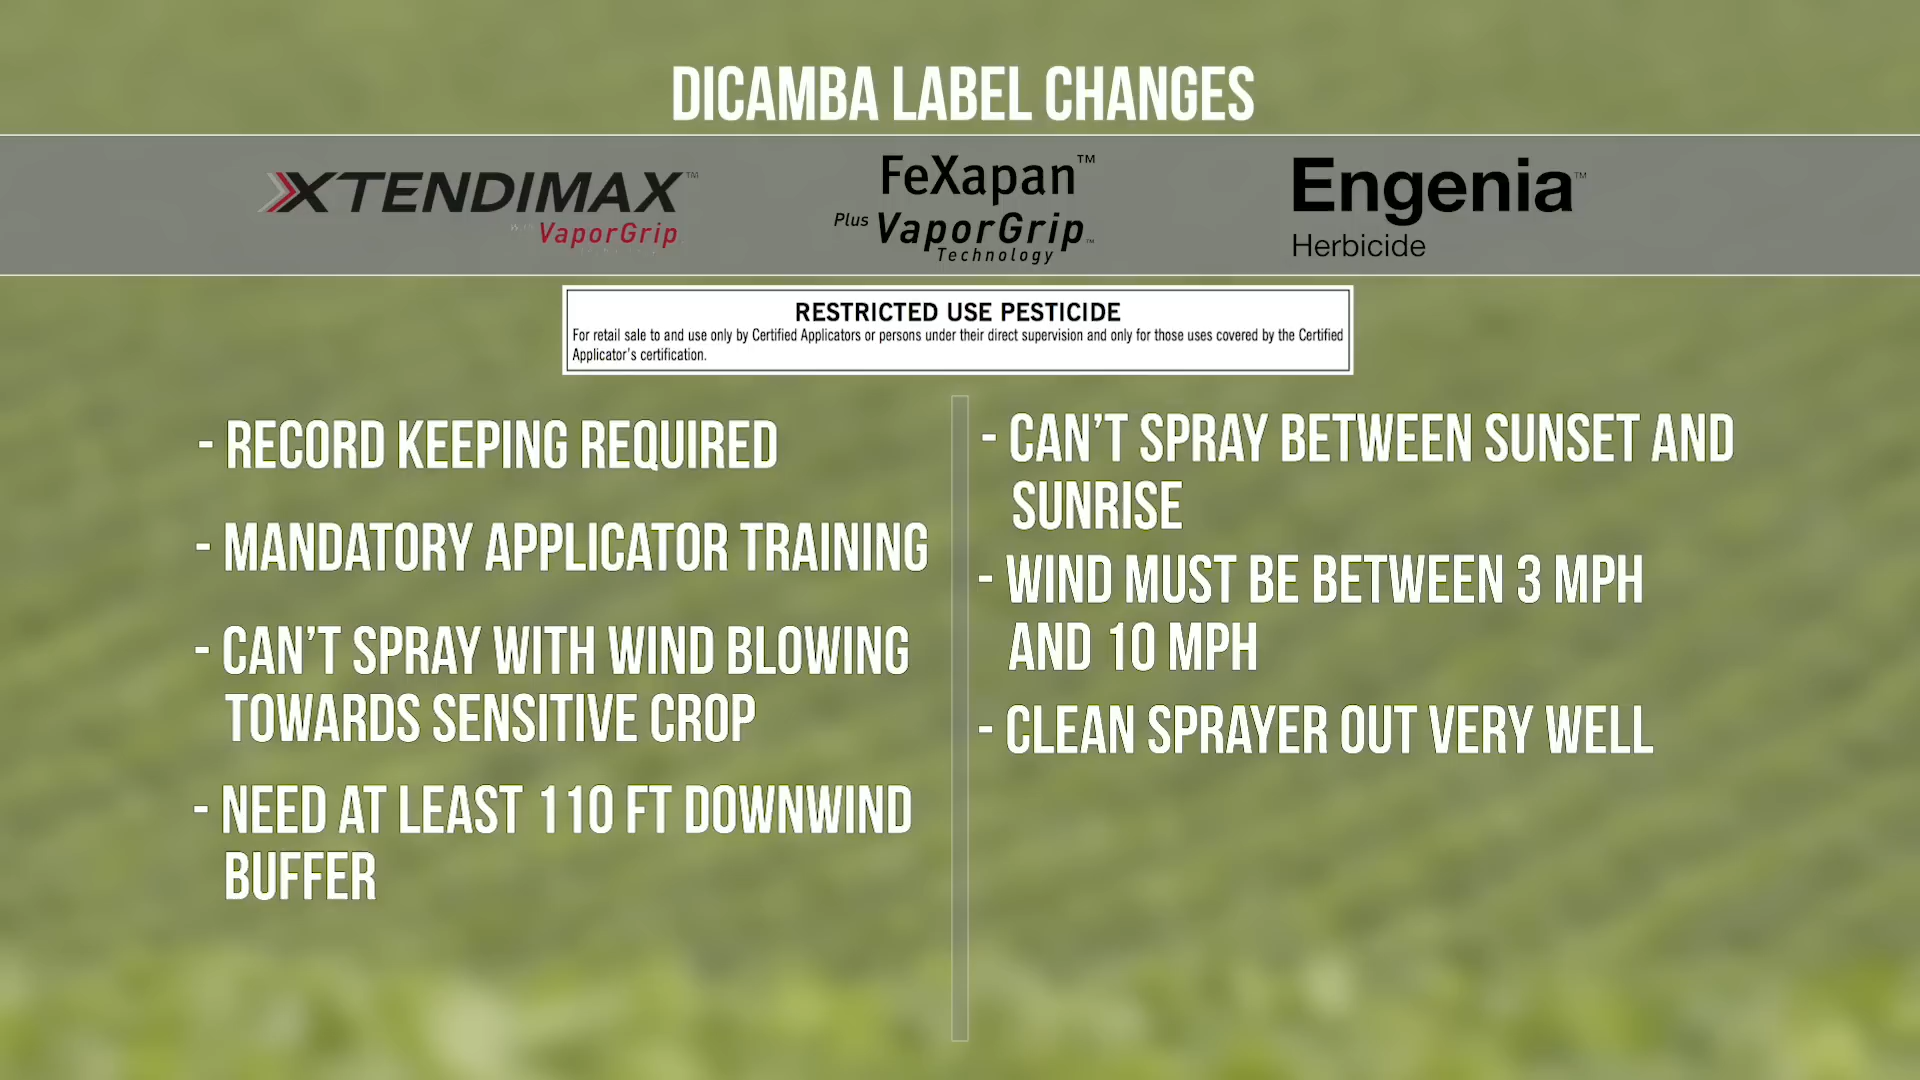 DICAMBA LABEL CHANGES
XTENDIMAX™
VaporGrip
FeXapan™
Plus VaporGrip™
Technology
Engenia™
Herbicide
RESTRICTED USE PESTICIDE
For retail sale to and use only by Certified Applicators or persons under their direct supervision and only for those uses covered by the Certified
Applicator's certification.
- RECORD KEEPING REQUIRED
- MANDATORY APPLICATOR TRAINING
- CAN'T SPRAY WITH WIND BLOWING
TOWARDS SENSITIVE CROP
- NEED AT LEAST 110 FT DOWNWIND
BUFFER
- CAN'T SPRAY BETWEEN SUNSET AND
SUNRISE
- WIND MUST BE BETWEEN 3 MPH
AND 10 MPH
- CLEAN SPRAYER OUT VERY WELL